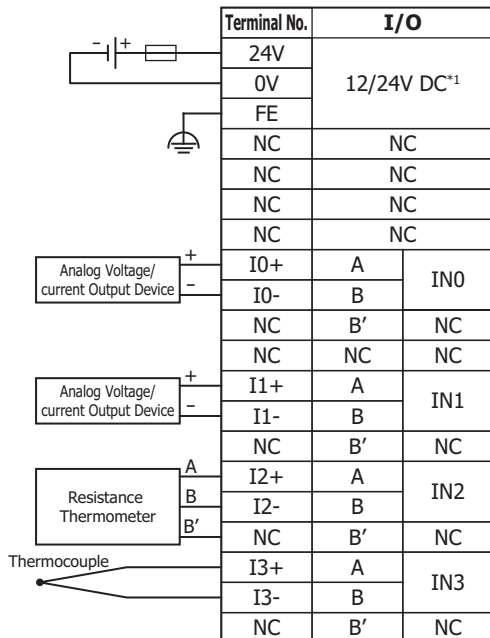 Terminal No. I/O
- + 24V
0V 12/24V DC*1
FE
NC NC
NC NC
NC NC
NC NC
Analog Voltage/
current Output Device
+ I0+ A IN0
- I0- B
NC B′ NC
NC NC NC
Analog Voltage/
current Output Device
+ I1+ A IN1
- I1- B
NC B′ NC
Resistance
Thermometer
A I2+ A IN2
B I2- B
B′ NC B′ NC
Thermocouple
I3+ A IN3
I3- B
NC B′ NC